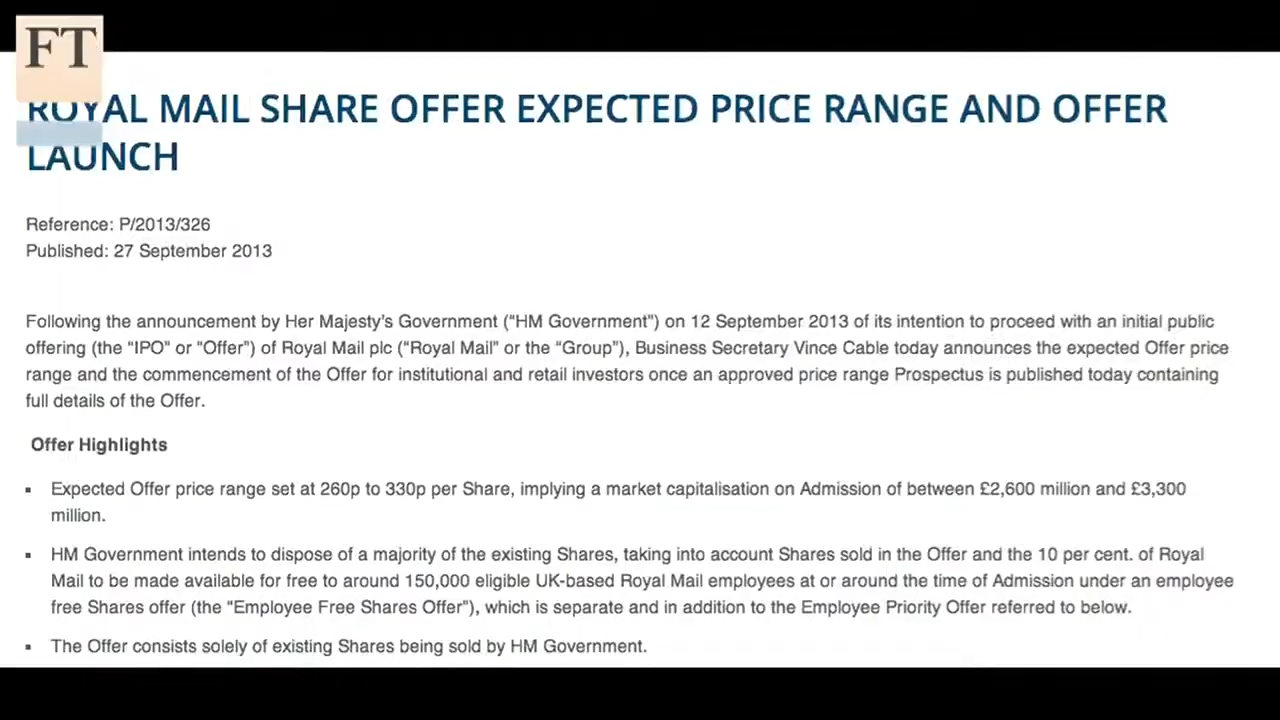 FT
ROYAL MAIL SHARE OFFER EXPECTED PRICE RANGE AND OFFER
LAUNCH
Reference: P/2013/326
Published: 27 September 2013
Following the announcement by Her Majesty's Government (“HM Government”) on 12 September 2013 of its intention to proceed with an initial public
offering (the “IPO” or “Offer”) of Royal Mail plc (“Royal Mail” or the “Group”), Business Secretary Vince Cable today announces the expected Offer price
range and the commencement of the Offer for institutional and retail investors once an approved price range Prospectus is published today containing
full details of the Offer.
Offer Highlights
▪ Expected Offer price range set at 260p to 330p per Share, implying a market capitalisation on Admission of between £2,600 million and £3,300
million.
▪ HM Government intends to dispose of a majority of the existing Shares, taking into account Shares sold in the Offer and the 10 per cent. of Royal
Mail to be made available for free to around 150,000 eligible UK-based Royal Mail employees at or around the time of Admission under an employee
free Shares offer (the “Employee Free Shares Offer”), which is separate and in addition to the Employee Priority Offer referred to below.
▪ The Offer consists solely of existing Shares being sold by HM Government.